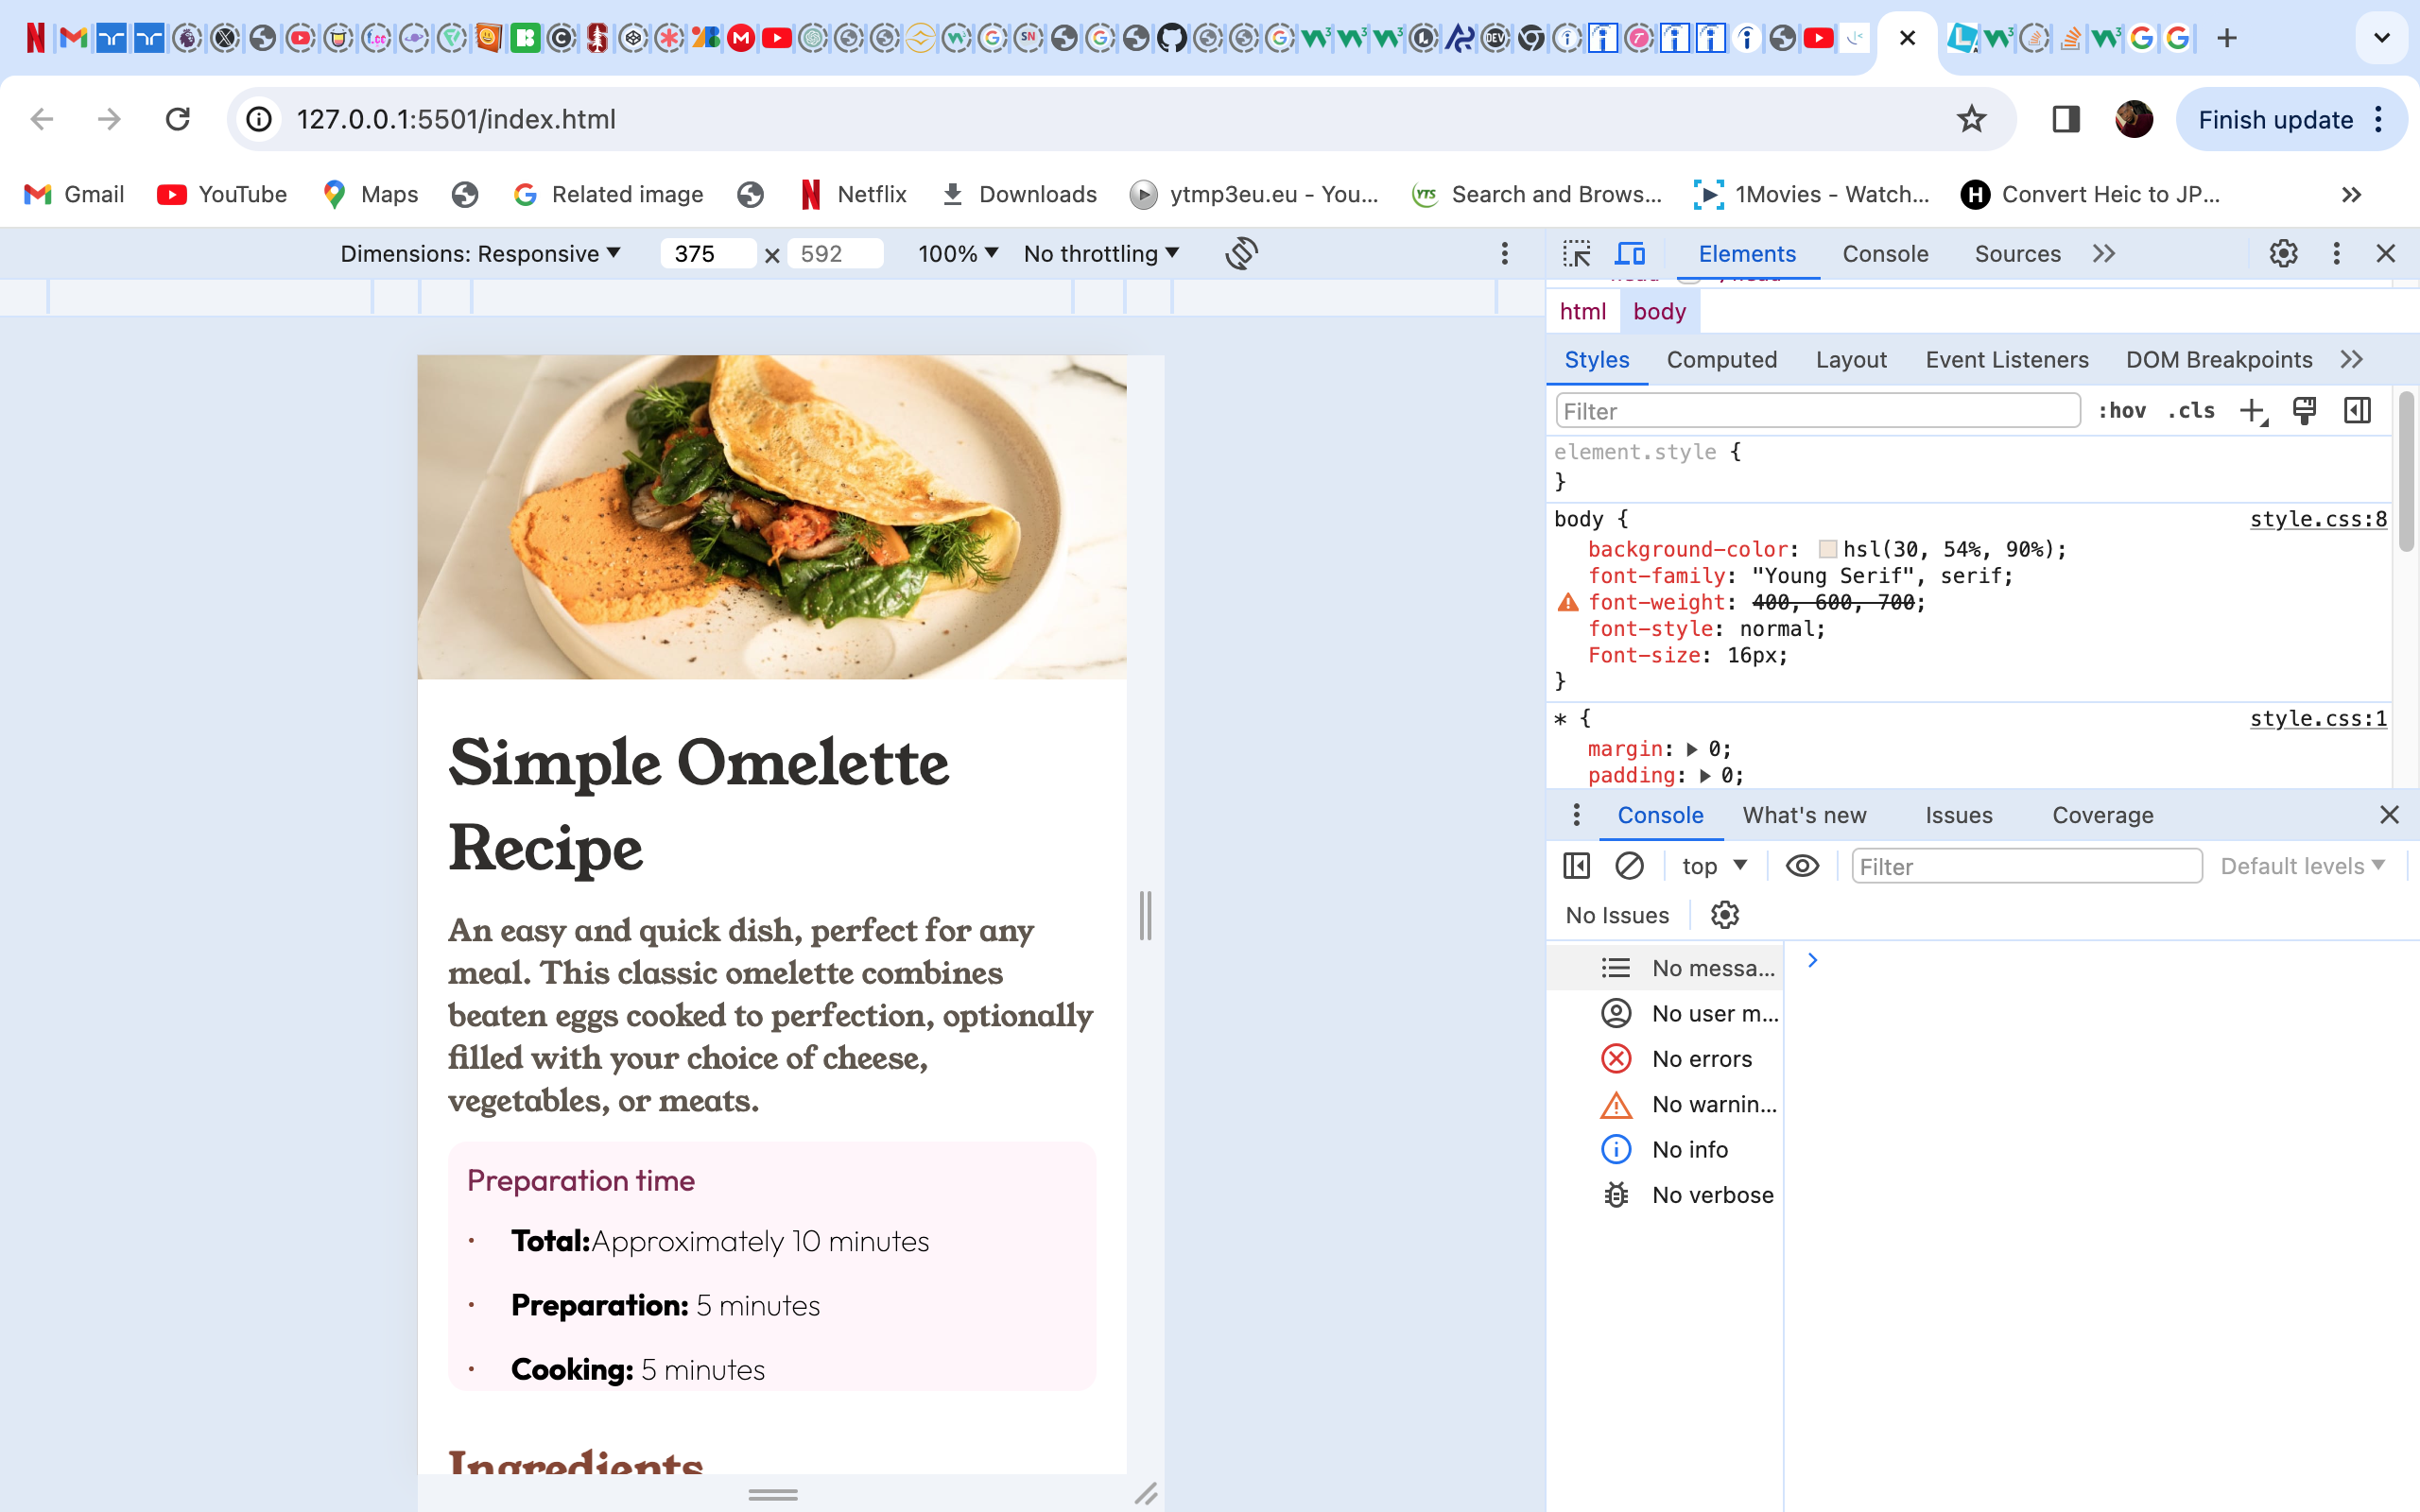 127.0.0.1:5501/index.html
Finish update
Gmail YouTube Maps Related image Netflix Downloads ytmp3eu.eu - You... Search and Brows... 1Movies - Watch... Convert Heic to JP...
Dimensions: Responsive 375 x 592 100% No throttling
Elements Console Sources
html body
Styles Computed Layout Event Listeners DOM Breakpoints
Filter :hov .cls
element.style {
}
body { style.css:8
background-color: hsl(30, 54%, 90%);
font-family: "Young Serif", serif;
font-weight: 400, 600, 700;
font-style: normal;
Font-size: 16px;
}
* { style.css:1
margin: 0;
padding: 0;
Console What's new Issues Coverage
top Filter Default levels
No Issues
No messa...
No user m...
No errors
No warnin...
No info
No verbose
Simple Omelette
Recipe
An easy and quick dish, perfect for any
meal. This classic omelette combines
beaten eggs cooked to perfection, optionally
filled with your choice of cheese,
vegetables, or meats.
Preparation time
• Total:Approximately 10 minutes
• Preparation: 5 minutes
• Cooking: 5 minutes
Ingredients